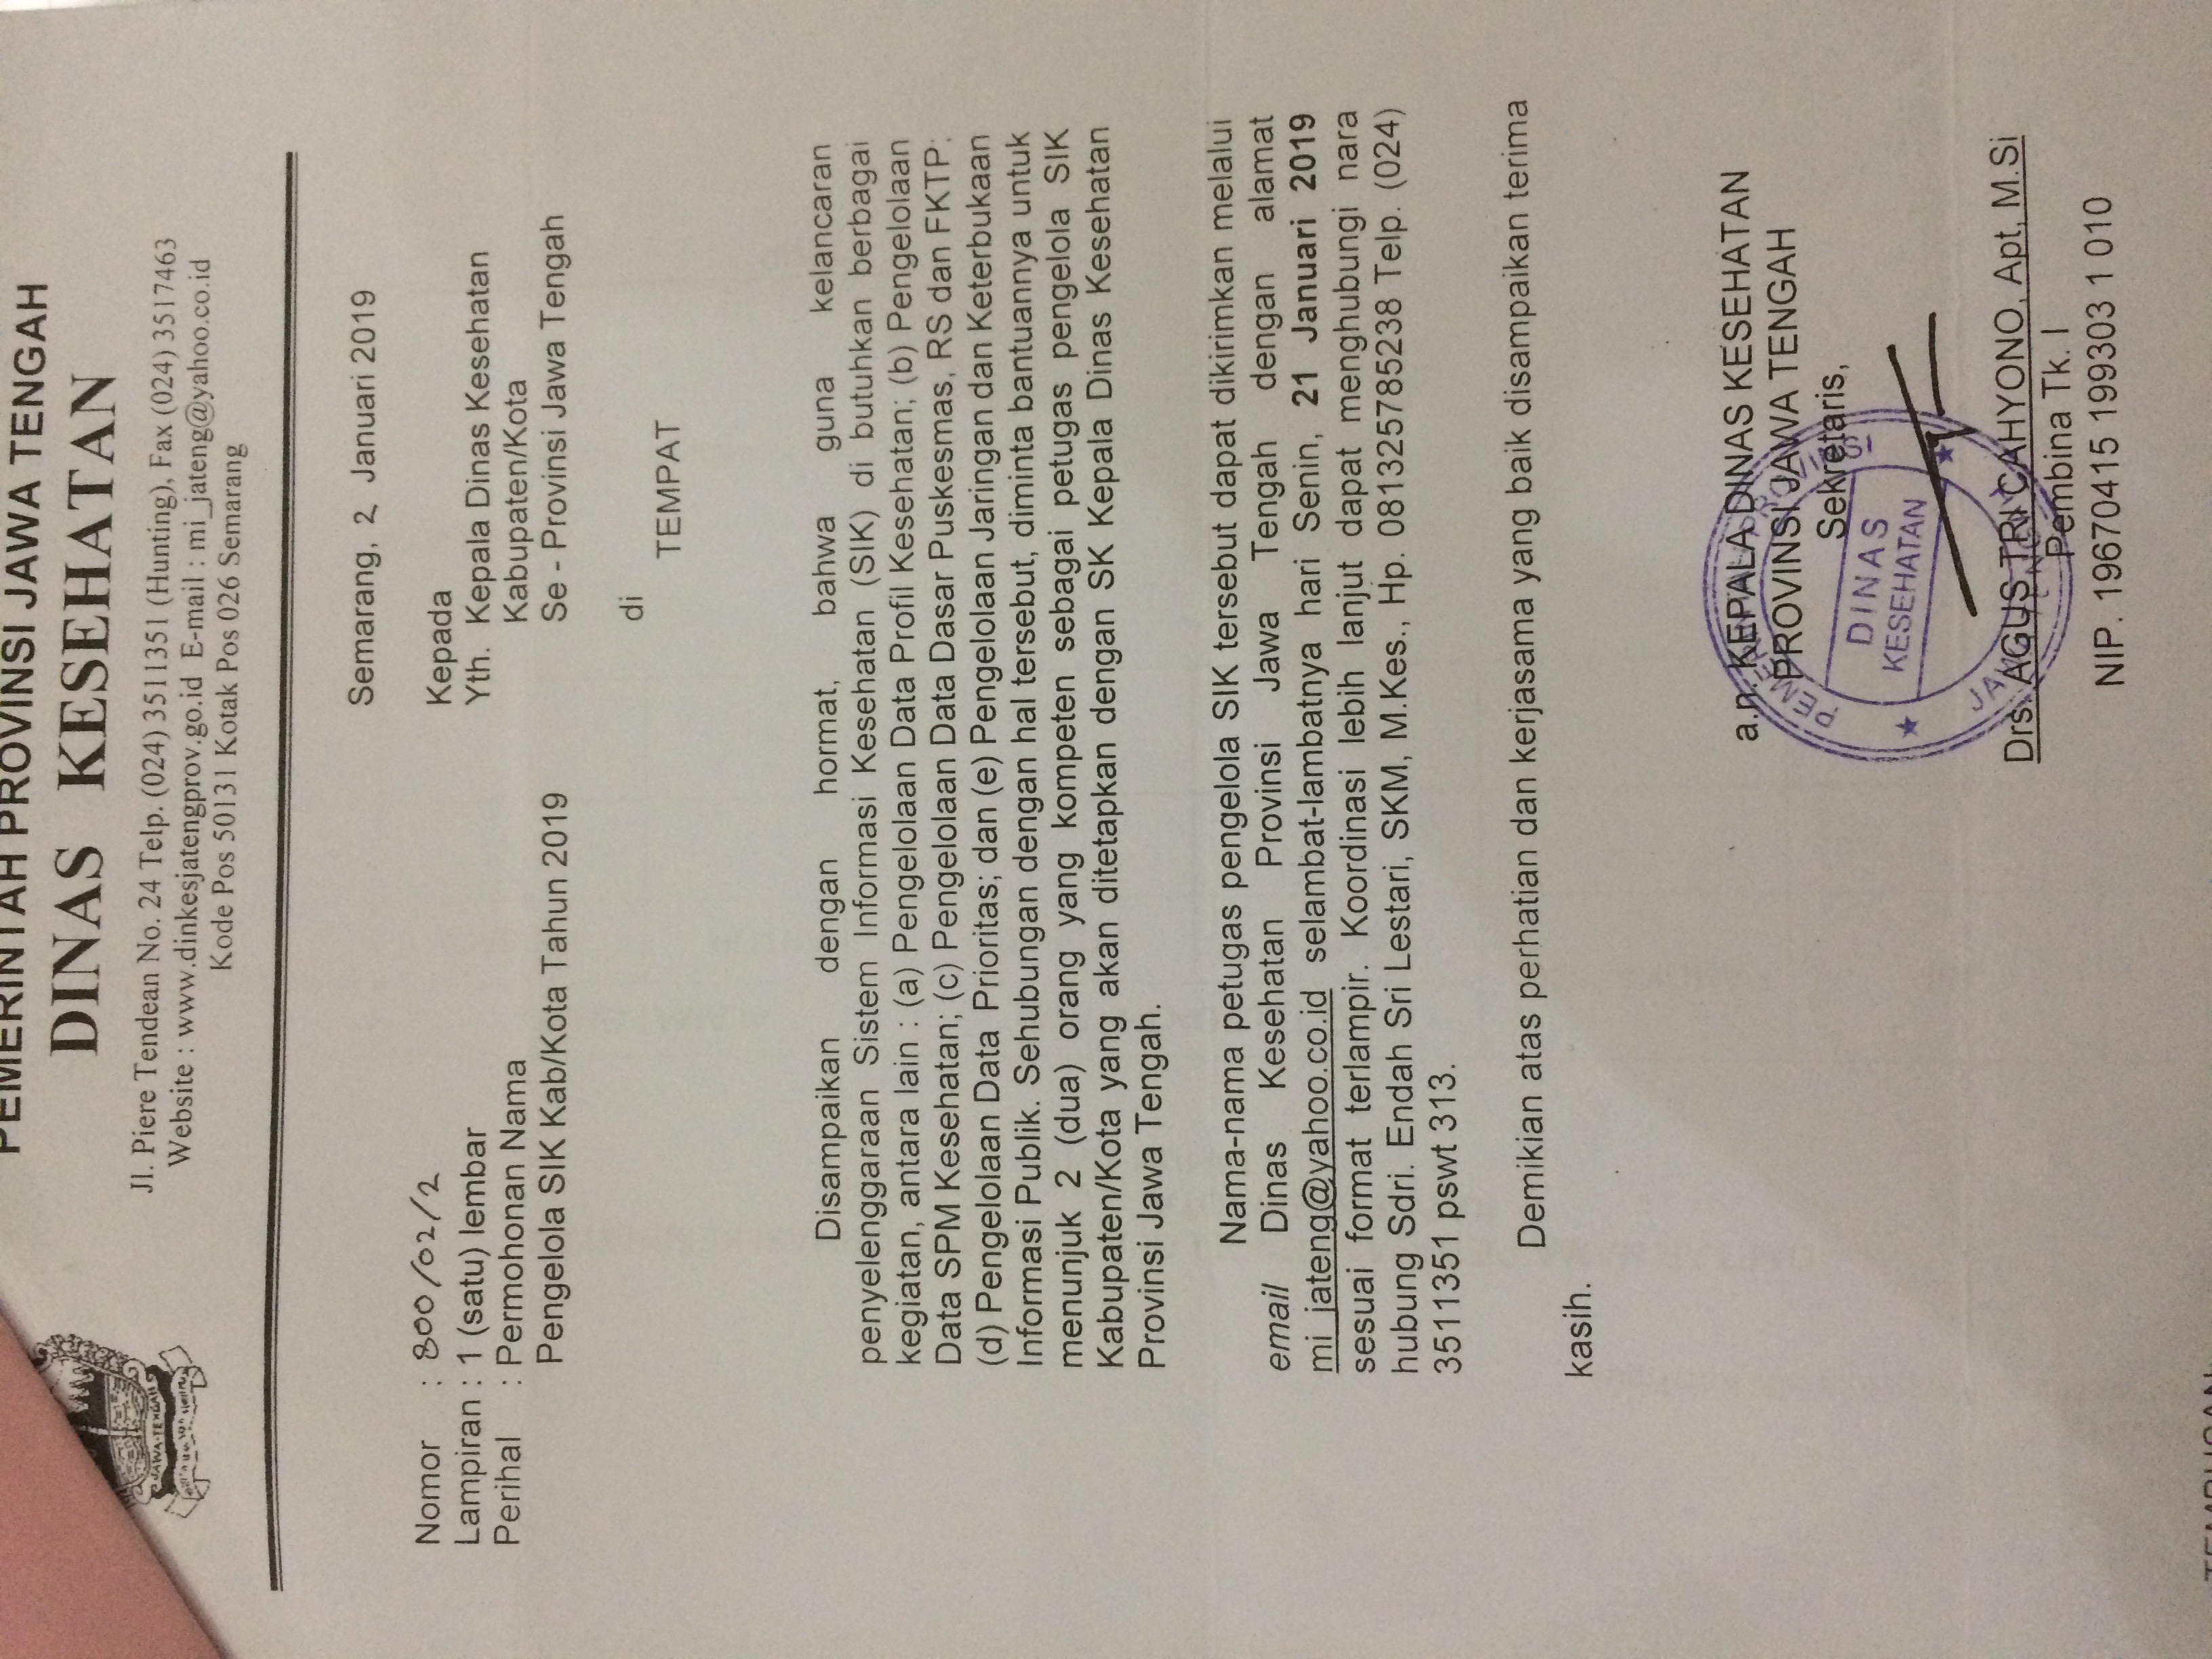 PEMERINTAH PROVINSI JAWA TENGAH
DINAS KESEHATAN
Jl. Piere Tendean No. 24 Telp. (024) 3511351 (Hunting), Fax (024) 3517463
Website : www.dinkesjatengprov.go.id E-mail : mi_jateng@yahoo.co.id
Kode Pos 50131 Kotak Pos 026 Semarang
JAWA-TENGAH
Semarang, 2 Januari 2019
Nomor : 800/02/2
Lampiran : 1 (satu) lembar
Perihal : Permohonan Nama
Pengelola SIK Kab/Kota Tahun 2019
Kepada
Yth. Kepala Dinas Kesehatan
Kabupaten/Kota
Se - Provinsi Jawa Tengah
di
TEMPAT
Disampaikan dengan hormat, bahwa guna kelancaran
penyelenggaraan Sistem Informasi Kesehatan (SIK) di butuhkan berbagai
kegiatan, antara lain : (a) Pengelolaan Data Profil Kesehatan; (b) Pengelolaan
Data SPM Kesehatan; (c) Pengelolaan Data Dasar Puskesmas, RS dan FKTP;
(d) Pengelolaan Data Prioritas; dan (e) Pengelolaan Jaringan dan Keterbukaan
Informasi Publik. Sehubungan dengan hal tersebut, diminta bantuannya untuk
menunjuk 2 (dua) orang yang kompeten sebagai petugas pengelola SIK
Kabupaten/Kota yang akan ditetapkan dengan SK Kepala Dinas Kesehatan
Provinsi Jawa Tengah.
Nama-nama petugas pengelola SIK tersebut dapat dikirimkan melalui
email Dinas Kesehatan Provinsi Jawa Tengah dengan alamat
mi_jateng@yahoo.co.id selambat-lambatnya hari Senin, 21 Januari 2019
sesuai format terlampir. Koordinasi lebih lanjut dapat menghubungi nara
hubung Sdri. Endah Sri Lestari, SKM, M.Kes., Hp. 081325785238 Telp. (024)
3511351 pswt 313.
Demikian atas perhatian dan kerjasama yang baik disampaikan terima
kasih.
a.n. KEPALA DINAS KESEHATAN
PROVINSI JAWA TENGAH
Sekretaris,
PEMERINTAH PROVINSI
DINAS
KESEHATAN
JAWA TENGAH
Drs. AGUS TRI CAHYONO, Apt, M.Si
Pembina Tk. I
NIP. 19670415 199303 1 010
TEMBUSAN: